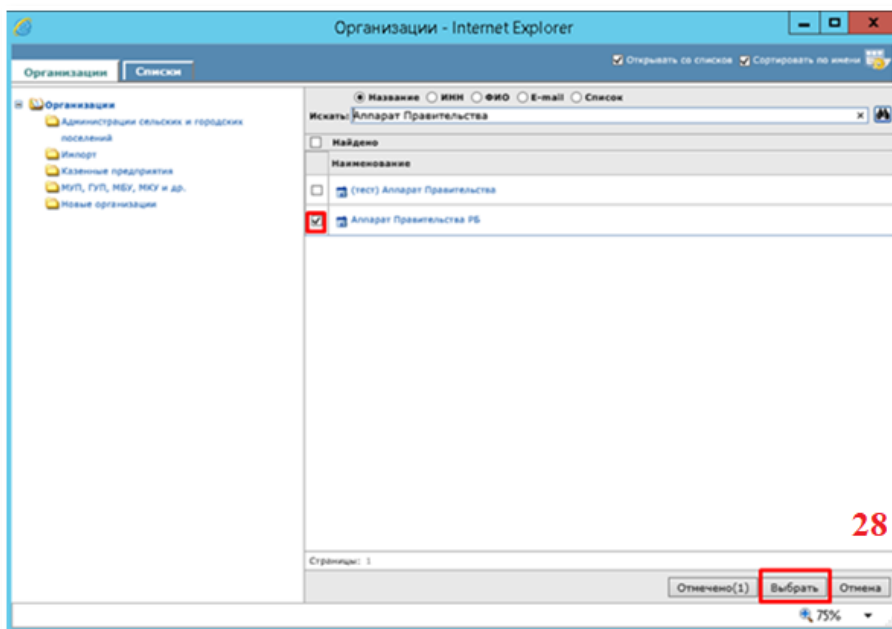 Организации - Internet Explorer
Организации
Списки
Открывать со списков
Сортировать по имени
Организации
Администрации сельских и городских
поселений
Импорт
Казенные предприятия
МУП, ГУП, МБУ, МКУ и др.
Новые организации
Название ИНН ФИО E-mail Список
Искать: Аппарат Правительства
Найдено
Наименование
(тест) Аппарат Правительства
Аппарат Правительства РБ
28
Страницы: 1
Отмечено(1) Выбрать Отмена
75%